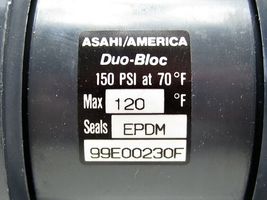 ASAHI/AMERICA
Duo-Bloc
150 PSI at 70°F
Max 120 °F
Seals EPDM
99E00230F